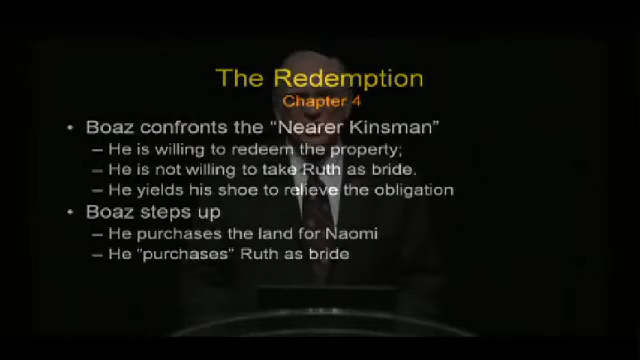 The Redemption
Chapter 4
• Boaz confronts the “Nearer Kinsman”
– He is willing to redeem the property;
– He is not willing to take Ruth as bride.
– He yields his shoe to relieve the obligation
• Boaz steps up
– He purchases the land for Naomi
– He “purchases” Ruth as bride